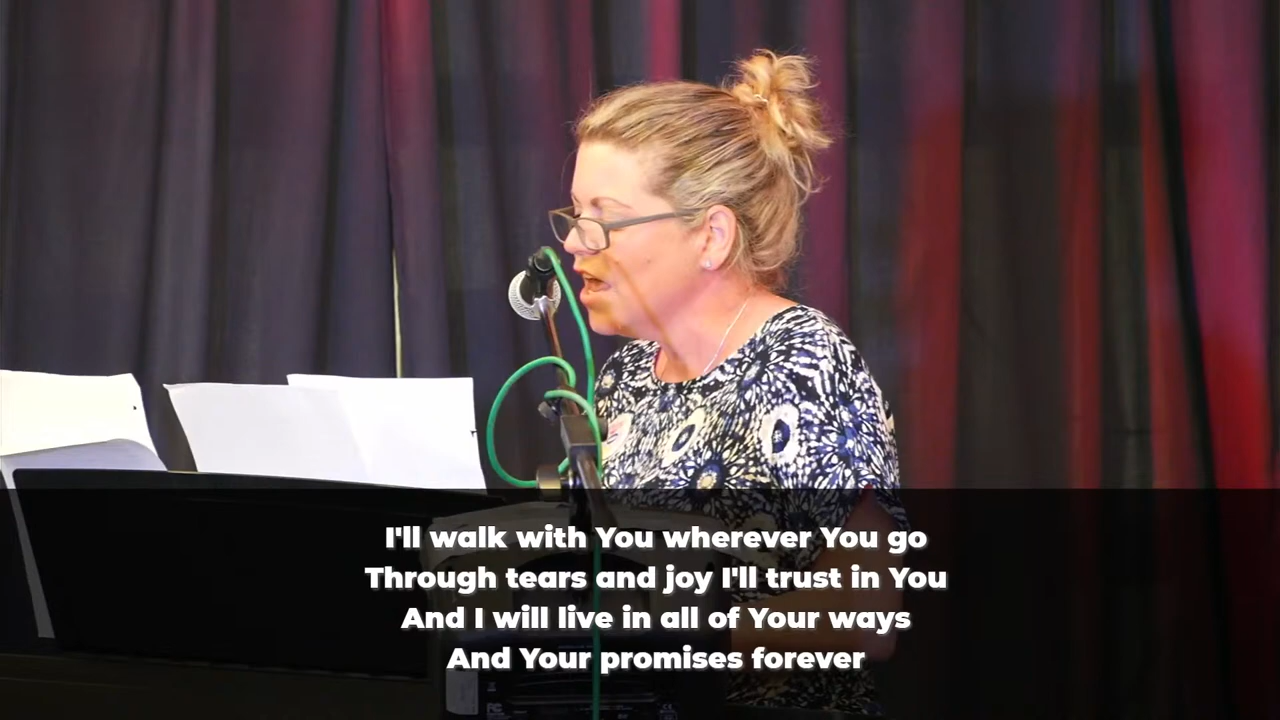 I'll walk with You wherever You go
Through tears and joy I'll trust in You
And I will live in all of Your ways
And Your promises forever